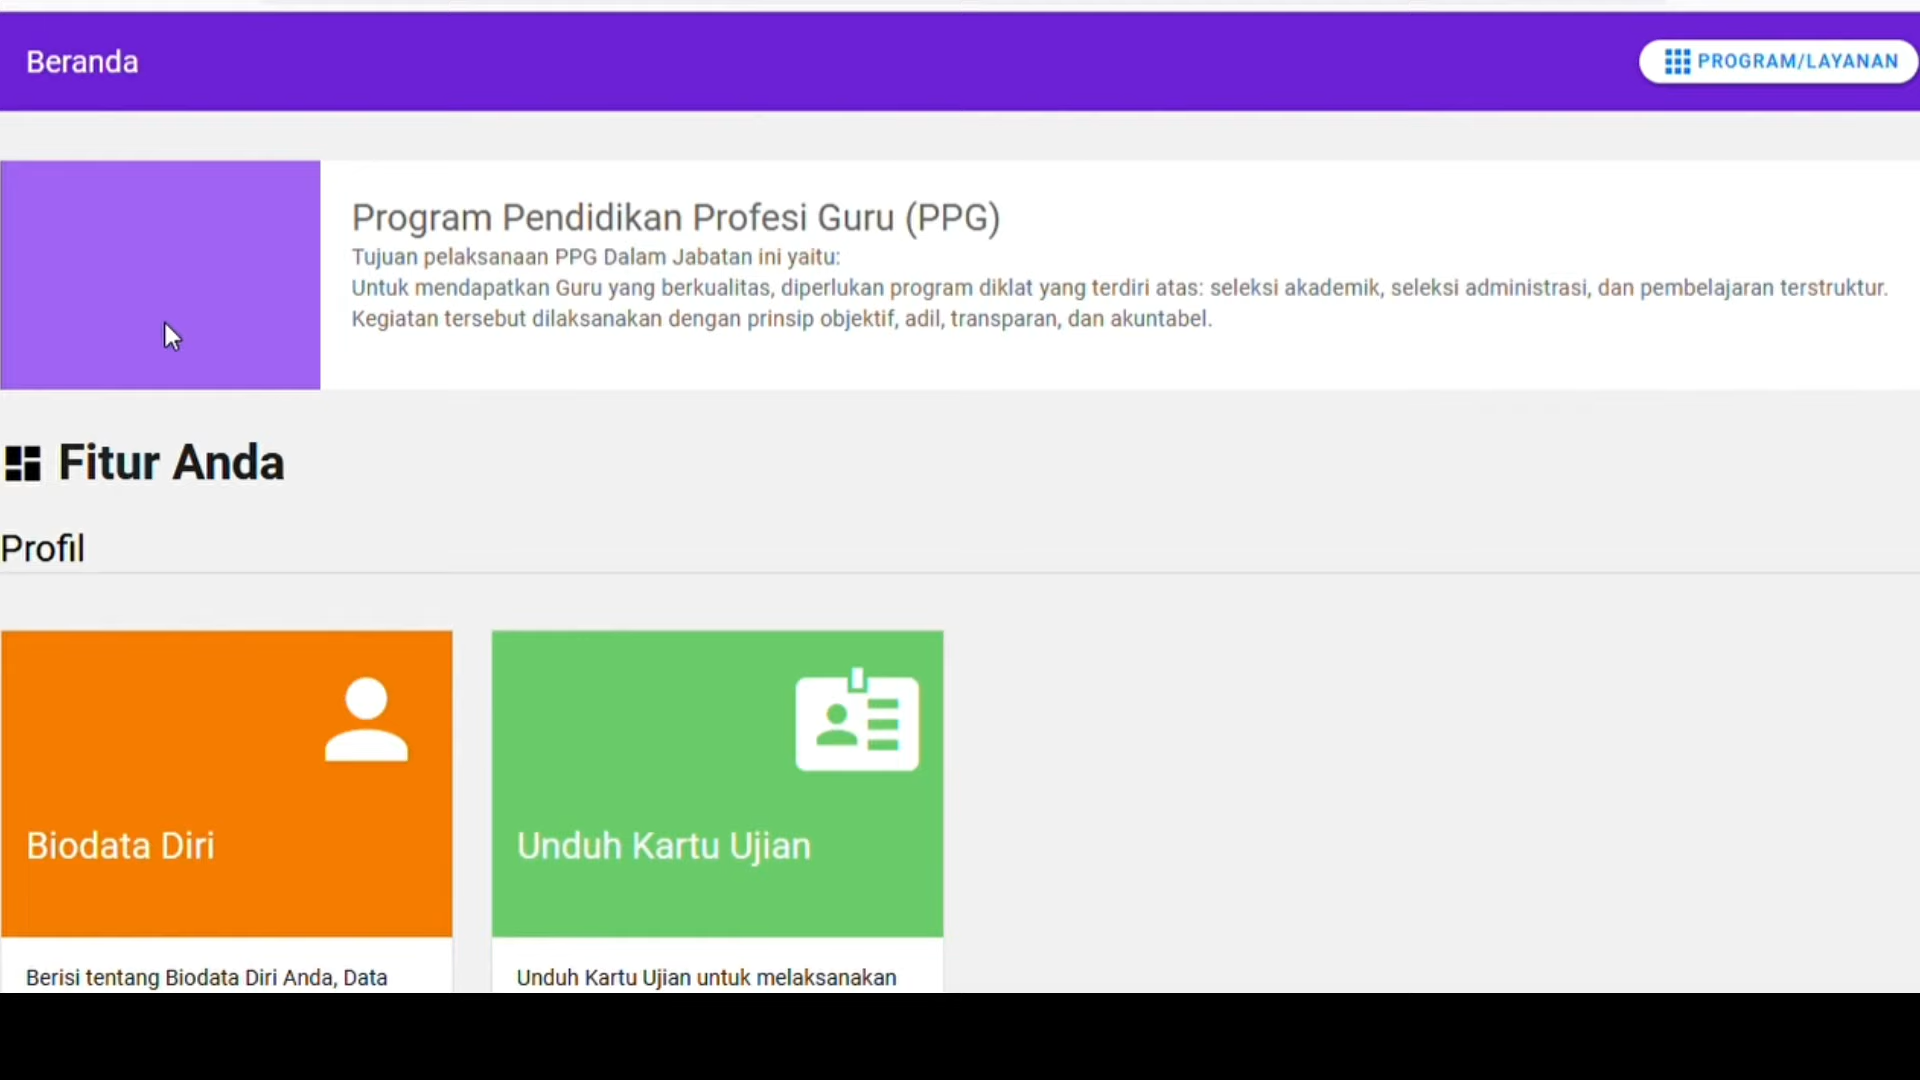 Beranda
PROGRAM/LAYANAN
Program Pendidikan Profesi Guru (PPG)
Tujuan pelaksanaan PPG Dalam Jabatan ini yaitu:
Untuk mendapatkan Guru yang berkualitas, diperlukan program diklat yang terdiri atas: seleksi akademik, seleksi administrasi, dan pembelajaran terstruktur.
Kegiatan tersebut dilaksanakan dengan prinsip objektif, adil, transparan, dan akuntabel.
Fitur Anda
Profil
Biodata Diri
Unduh Kartu Ujian
Berisi tentang Biodata Diri Anda, Data
Unduh Kartu Ujian untuk melaksanakan